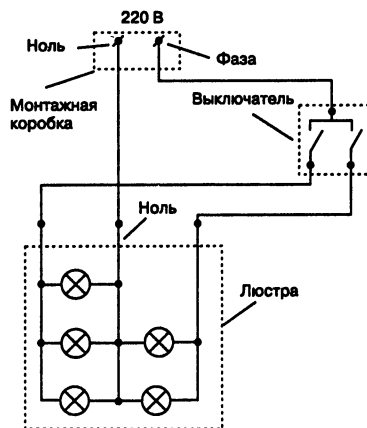 220 В
Ноль
Фаза
Монтажная
коробка
Выключатель
Ноль
Люстра